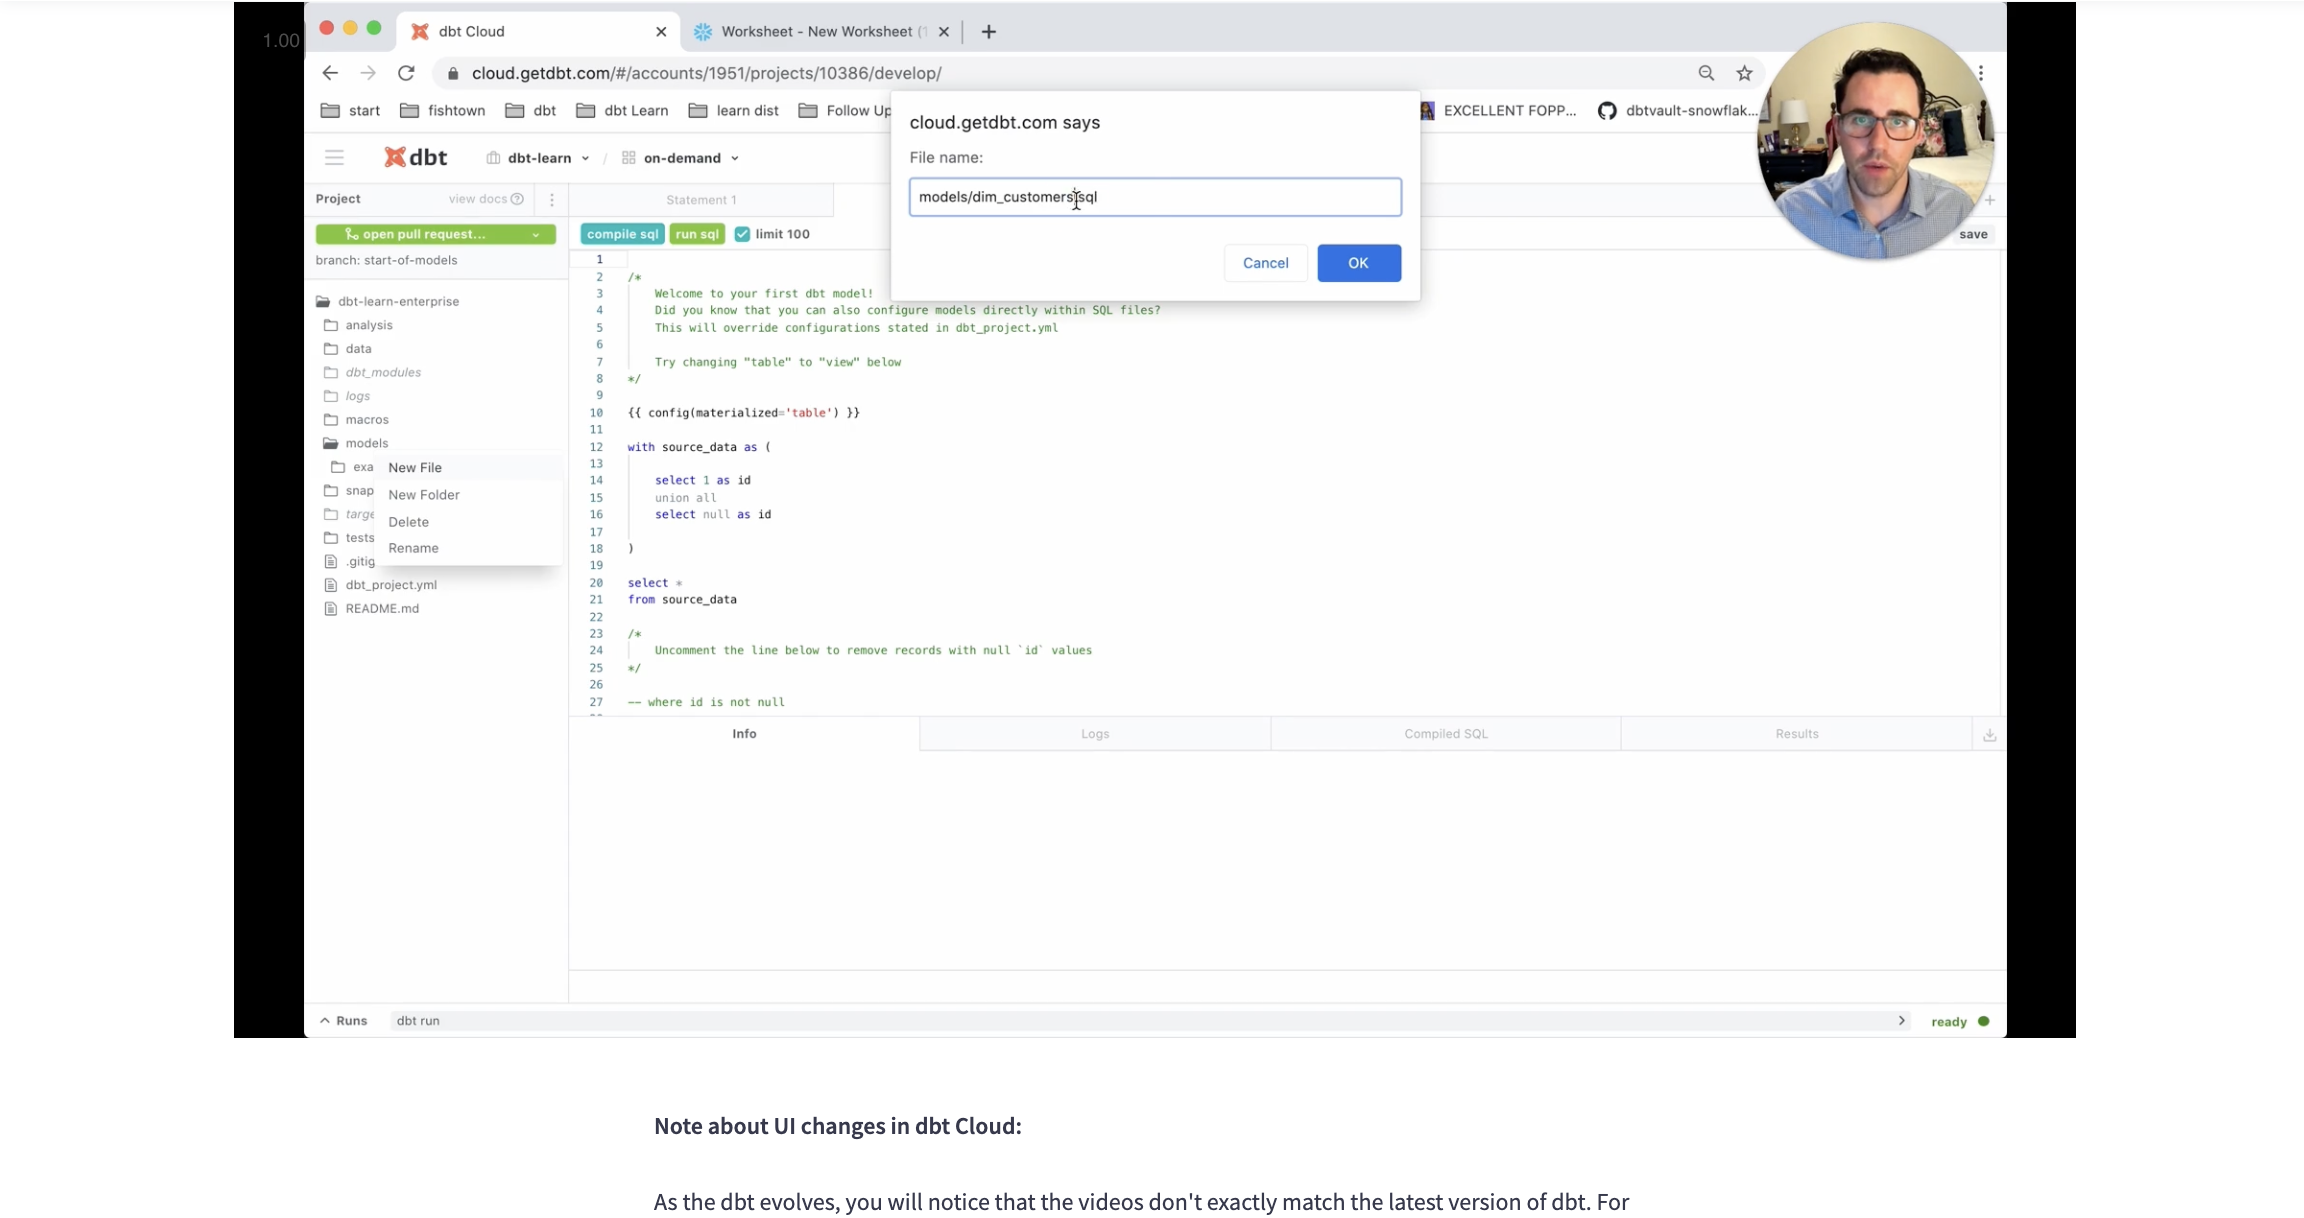 1.00
dbt Cloud
Worksheet - New Worksheet (1
cloud.getdbt.com/#/accounts/1951/projects/10386/develop/
start
fishtown
dbt
dbt Learn
learn dist
Follow Up
EXCELLENT FOPP...
dbtvault-snowflak...
cloud.getdbt.com says
File name:
models/dim_customers.sql
Cancel
OK
dbt
dbt-learn
/
on-demand
Project
view docs
open pull request...
branch: start-of-models
dbt-learn-enterprise
analysis
data
dbt_modules
logs
macros
models
exa
snap
targe
tests
.gitig
dbt_project.yml
README.md
New File
New Folder
Delete
Rename
Statement 1
compile sql
run sql
limit 100
save
1
2 /*
3 Welcome to your first dbt model!
4 Did you know that you can also configure models directly within SQL files?
5 This will override configurations stated in dbt_project.yml
6
7 Try changing "table" to "view" below
8 */
9
10 {{ config(materialized='table') }}
11
12 with source_data as (
13
14 select 1 as id
15 union all
16 select null as id
17
18 )
19
20 select *
21 from source_data
22
23 /*
24 Uncomment the line below to remove records with null `id` values
25 */
26
27 -- where id is not null
Info
Logs
Compiled SQL
Results
Runs
dbt run
ready
Note about UI changes in dbt Cloud:
As the dbt evolves, you will notice that the videos don't exactly match the latest version of dbt. For